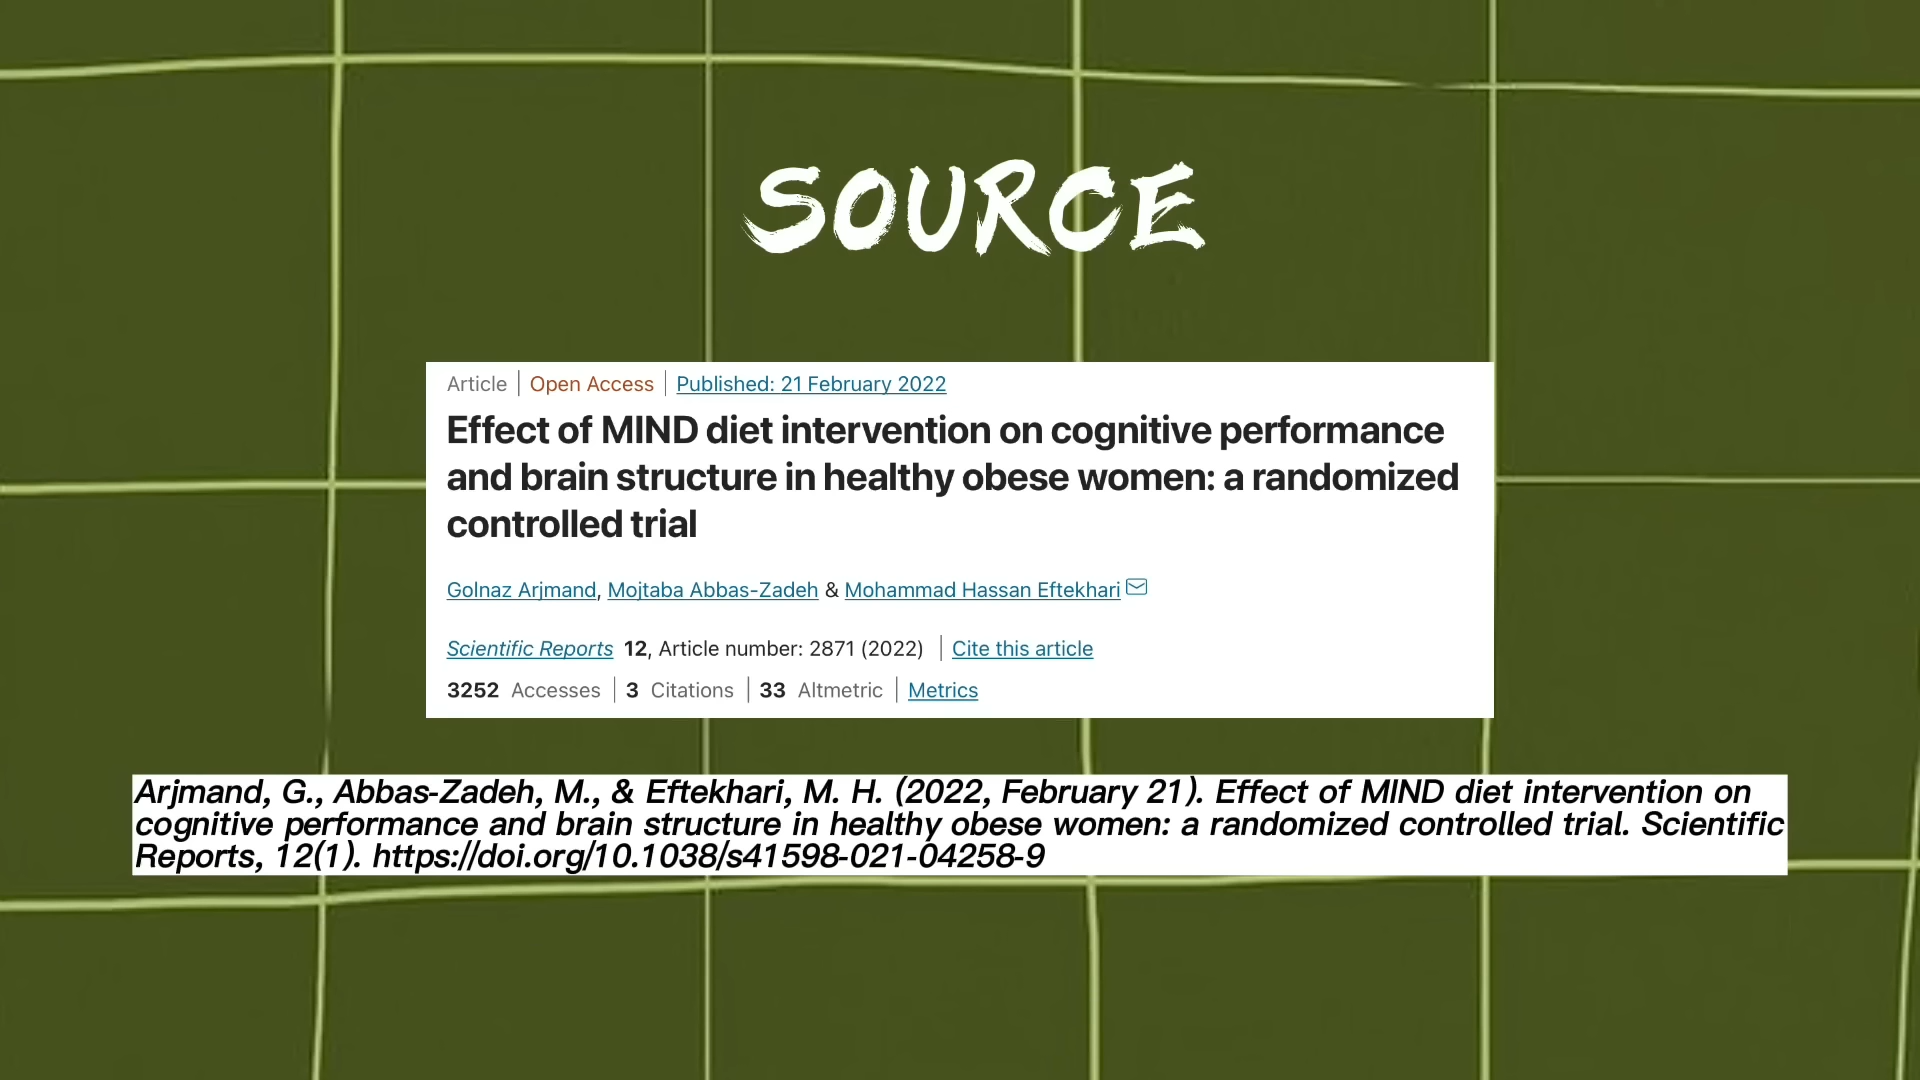 SOURCE
Article | Open Access | Published: 21 February 2022
Effect of MIND diet intervention on cognitive performance
and brain structure in healthy obese women: a randomized
controlled trial
Golnaz Arjmand, Mojtaba Abbas-Zadeh & Mohammad Hassan Eftekhari
Scientific Reports 12, Article number: 2871 (2022) | Cite this article
3252 Accesses | 3 Citations | 33 Altmetric | Metrics
Arjmand, G., Abbas-Zadeh, M., & Eftekhari, M. H. (2022, February 21). Effect of MIND diet intervention on
cognitive performance and brain structure in healthy obese women: a randomized controlled trial. Scientific
Reports, 12(1). https://doi.org/10.1038/s41598-021-04258-9